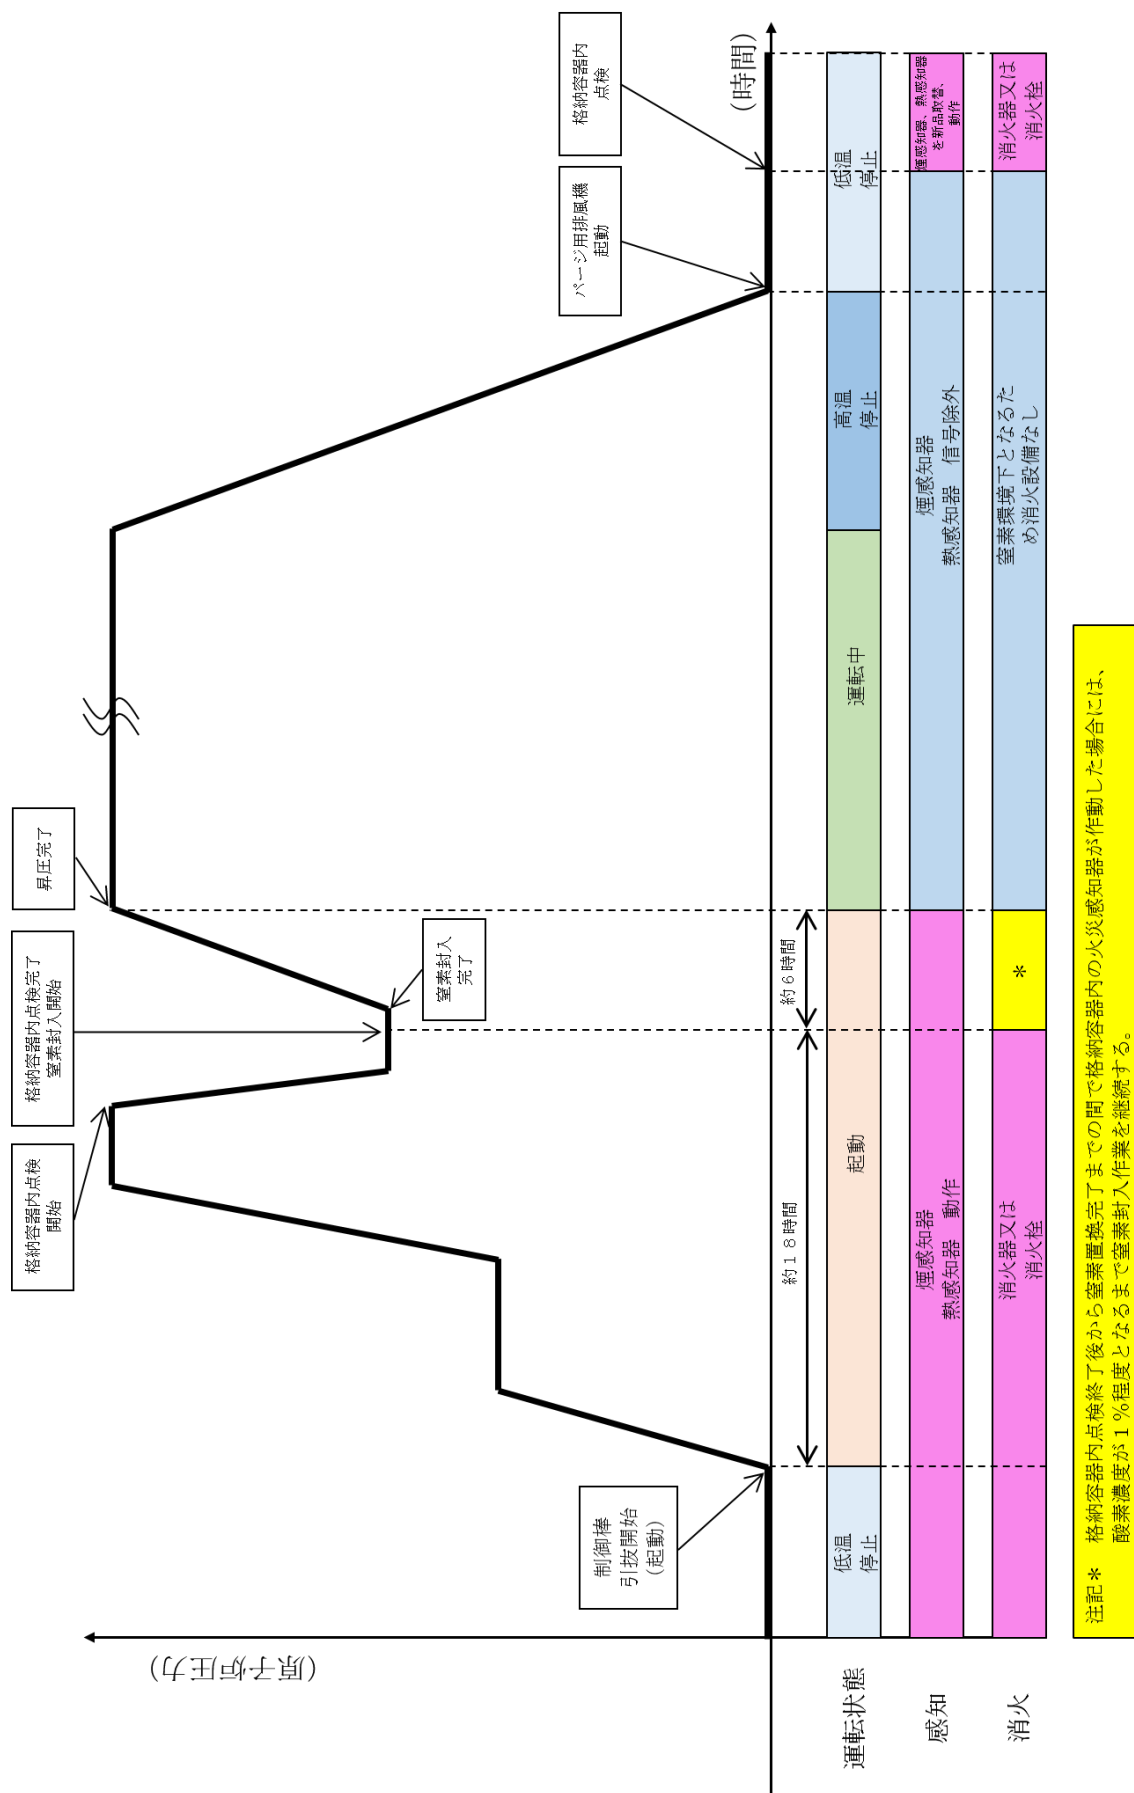 (原子炉圧力)
格納容器内点検
開始
格納容器内点検完了
窒素封入開始
昇圧完了
窒素封入
完了
制御棒
引抜開始
(起動)
パージ用排風機
起動
格納容器内
点検
(時間)
約１８時間
約６時間
運転状態
低温
停止
起動
運転中
高温
停止
低温
停止
感知
煙感知器
熱感知器　動作
煙感知器
熱感知器　信号除外
煙感知器、熱感知器
を新品取替、
動作
消火
消火器又は
消火栓
＊
窒素環境下となるた
め消火設備なし
消火器又は
消火栓
注記＊　格納容器内点検終了後から窒素置換完了までの間で格納容器内の火災感知器が作動した場合には、
酸素濃度が１％程度となるまで窒素封入作業を継続する。